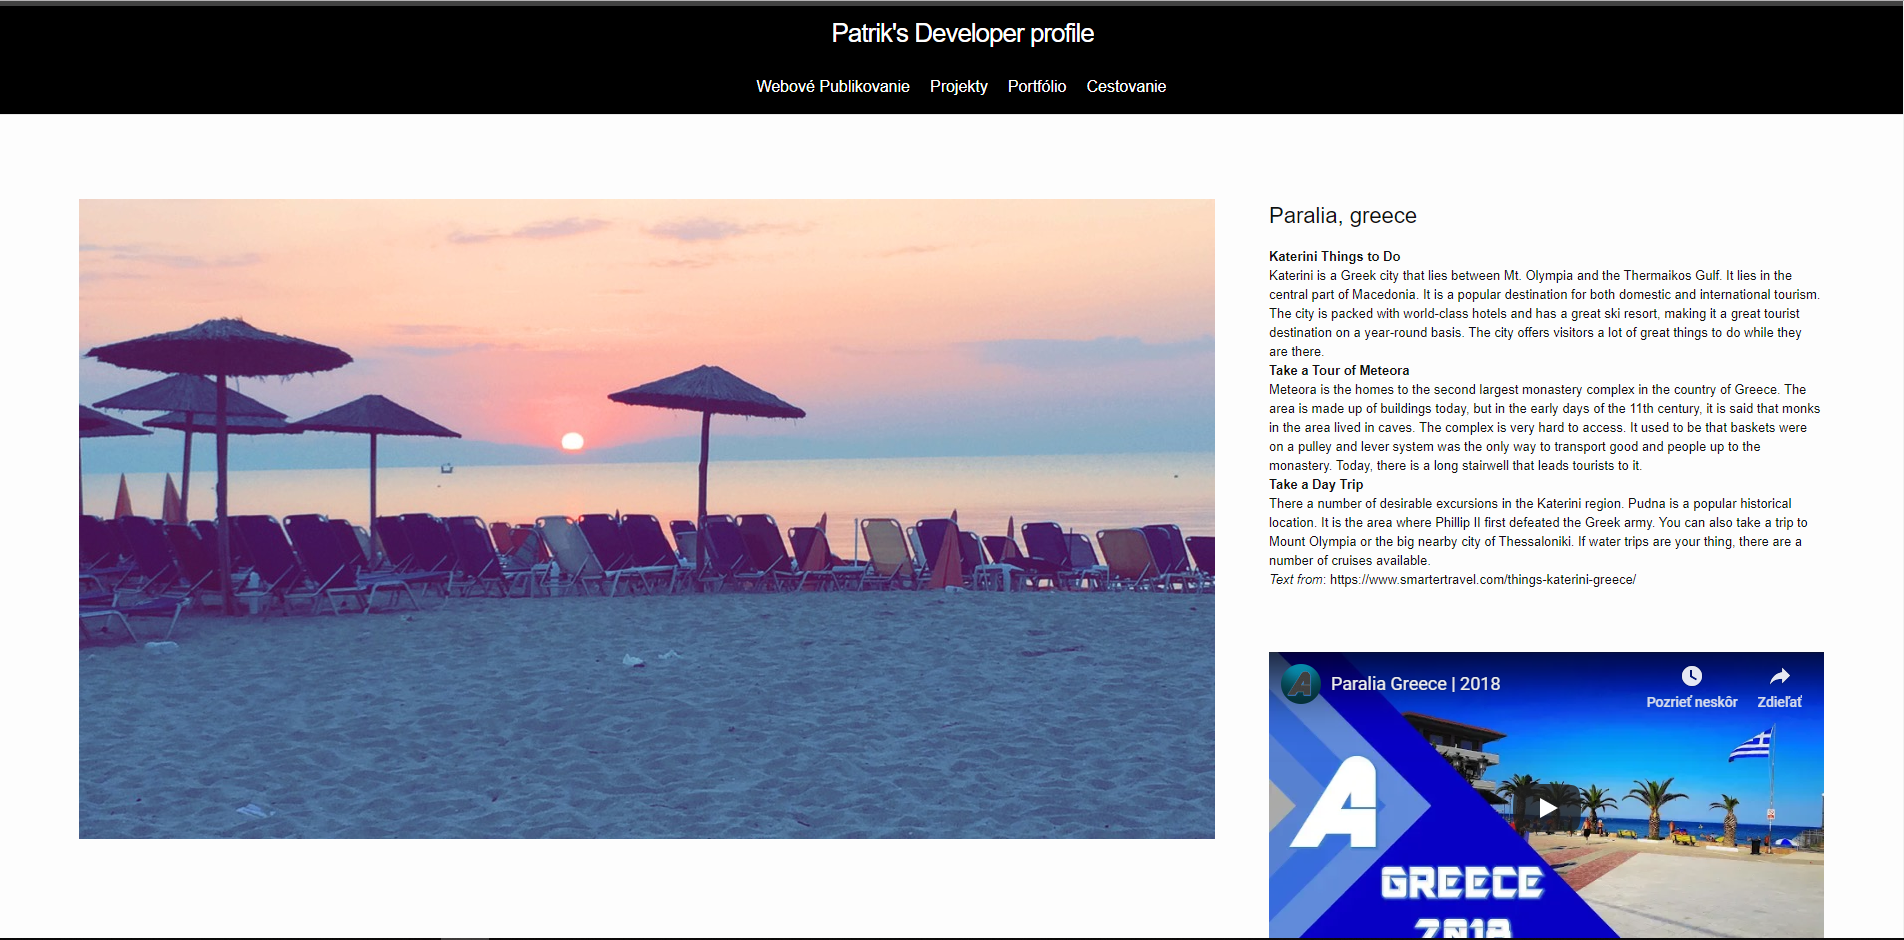 Patrik's Developer profile
Webové Publikovanie Projekty Portfólio Cestovanie
Paralia, greece
Katerini Things to Do
Katerini is a Greek city that lies between Mt. Olympia and the Thermaikos Gulf. It lies in the
central part of Macedonia. It is a popular destination for both domestic and international tourism.
The city is packed with world-class hotels and has a great ski resort, making it a great tourist
destination on a year-round basis. The city offers visitors a lot of great things to do while they
are there.
Take a Tour of Meteora
Meteora is the homes to the second largest monastery complex in the country of Greece. The
area is made up of buildings today, but in the early days of the 11th century, it is said that monks
in the area lived in caves. The complex is very hard to access. It used to be that baskets were
on a pulley and lever system was the only way to transport good and people up to the
monastery. Today, there is a long stairwell that leads tourists to it.
Take a Day Trip
There a number of desirable excursions in the Katerini region. Pudna is a popular historical
location. It is the area where Phillip II first defeated the Greek army. You can also take a trip to
Mount Olympia or the big nearby city of Thessaloniki. If water trips are your thing, there are a
number of cruises available.
Text from: https://www.smartertravel.com/things-katerini-greece/
A Paralia Greece | 2018
Pozrieť neskôr Zdieľať
A
GREECE
2018